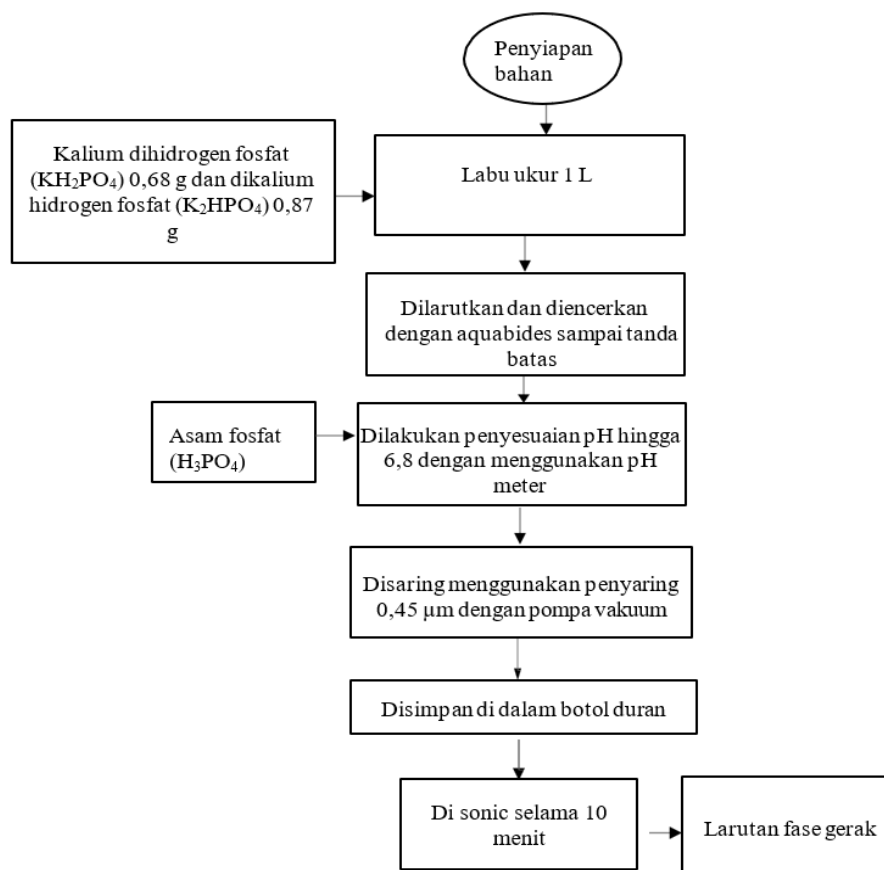 Penyiapan
bahan
Kalium dihidrogen fosfat
(KH₂PO₄) 0,68 g dan dikalium
hidrogen fosfat (K₂HPO₄) 0,87
g
Labu ukur 1 L
Dilarutkan dan diencerkan
dengan aquabides sampai tanda
batas
Asam fosfat
(H₃PO₄)
Dilakukan penyesuaian pH hingga
6,8 dengan menggunakan pH
meter
Disaring menggunakan penyaring
0,45 µm dengan pompa vakuum
Disimpan di dalam botol duran
Di sonic selama 10
menit
Larutan fase gerak